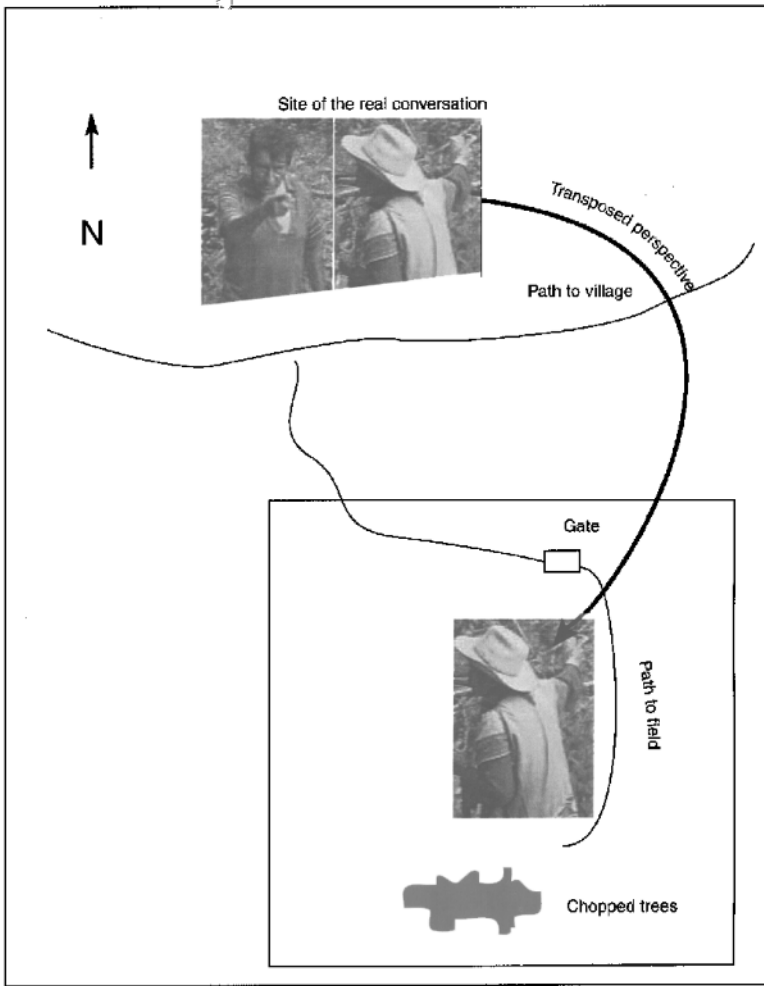 Site of the real conversation
N
Transposed perspective
Path to village
Gate
Path to field
Chopped trees